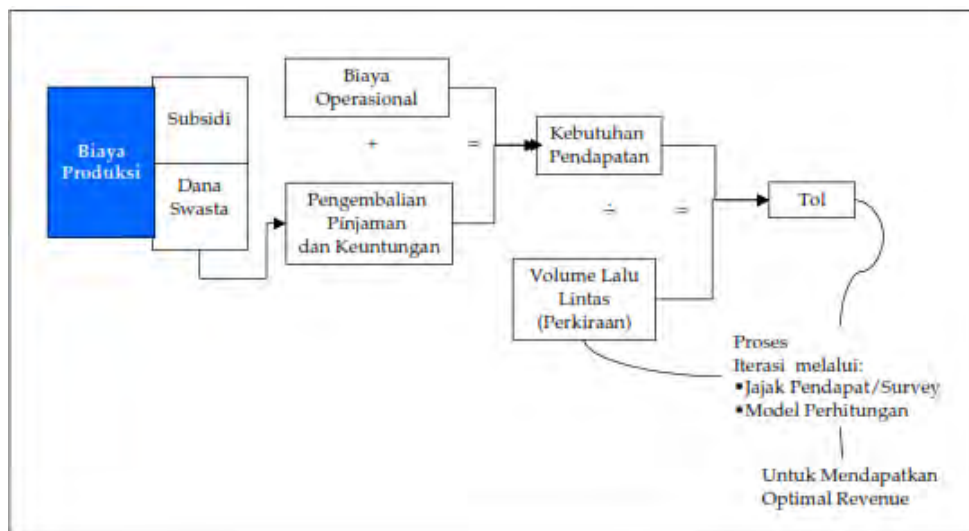 Biaya
Produksi
Subsidi
Dana
Swasta
Biaya
Operasional
+
=
Pengembalian
Pinjaman
dan Keuntungan
Kebutuhan
Pendapatan
÷
=
Volume Lalu
Lintas
(Perkiraan)
Tol
Proses
Iterasi melalui:
•Jajak Pendapat/Survey
•Model Perhitungan
Untuk Mendapatkan
Optimal Revenue